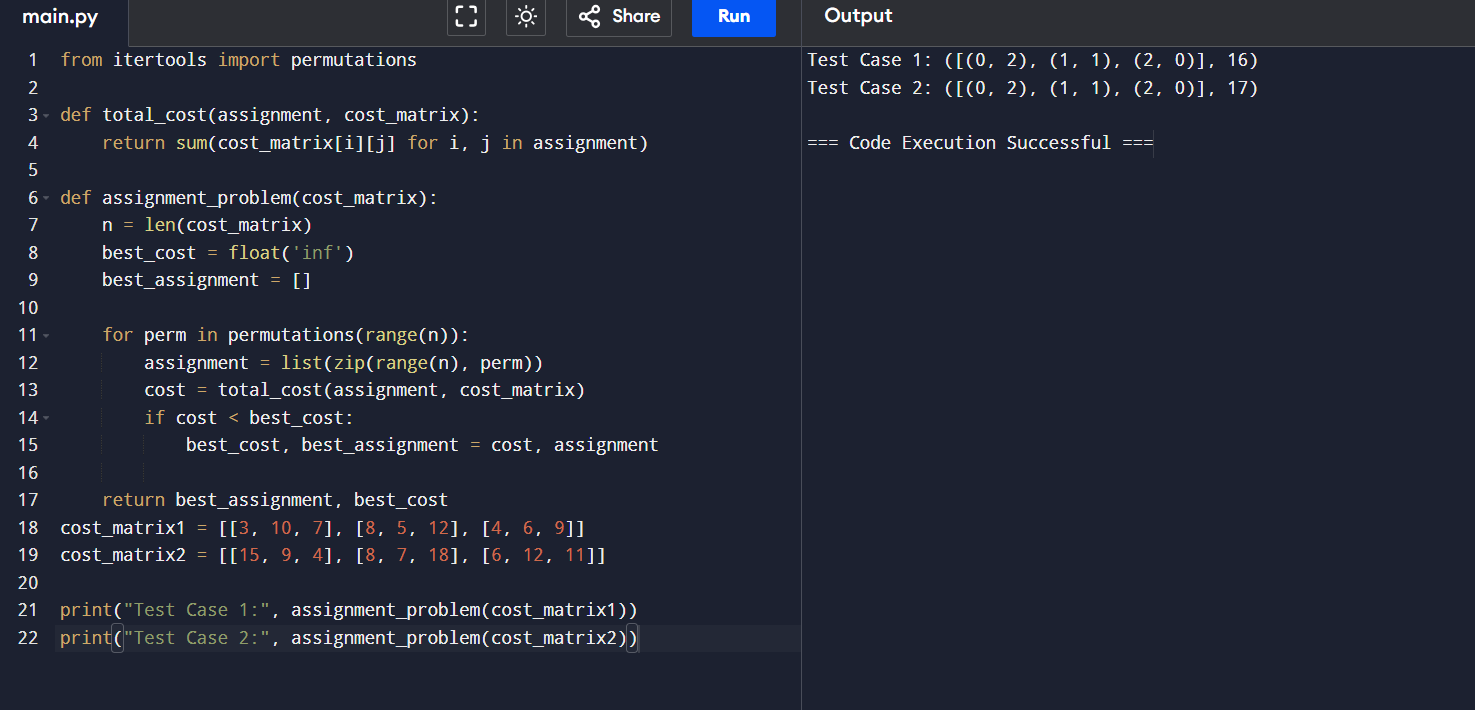 main.py
Share
Run
Output
1 from itertools import permutations
2
3 def total_cost(assignment, cost_matrix):
4     return sum(cost_matrix[i][j] for i, j in assignment)
5
6 def assignment_problem(cost_matrix):
7     n = len(cost_matrix)
8     best_cost = float('inf')
9     best_assignment = []
10
11     for perm in permutations(range(n)):
12         assignment = list(zip(range(n), perm))
13         cost = total_cost(assignment, cost_matrix)
14         if cost < best_cost:
15             best_cost, best_assignment = cost, assignment
16
17     return best_assignment, best_cost
18 cost_matrix1 = [[3, 10, 7], [8, 5, 12], [4, 6, 9]]
19 cost_matrix2 = [[15, 9, 4], [8, 7, 18], [6, 12, 11]]
20
21 print("Test Case 1:", assignment_problem(cost_matrix1))
22 print("Test Case 2:", assignment_problem(cost_matrix2))
Test Case 1: ([(0, 2), (1, 1), (2, 0)], 16)
Test Case 2: ([(0, 2), (1, 1), (2, 0)], 17)
=== Code Execution Successful ===